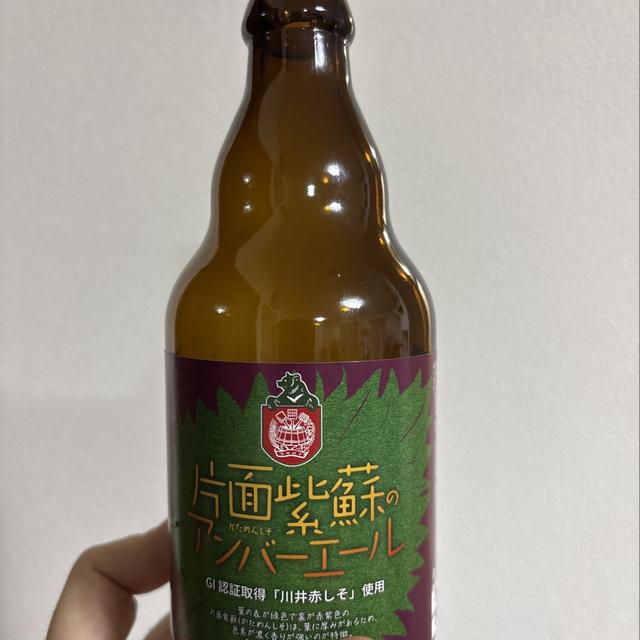 片面紫蘇の
かためんしそ
アンバーエール
GI 認証取得「川井赤しそ」使用
葉の表が緑色で裏が赤紫色の
片面紫蘇(かためんしそ)は、葉に厚みがあるため、
色素が濃く香りが強いのが特徴。